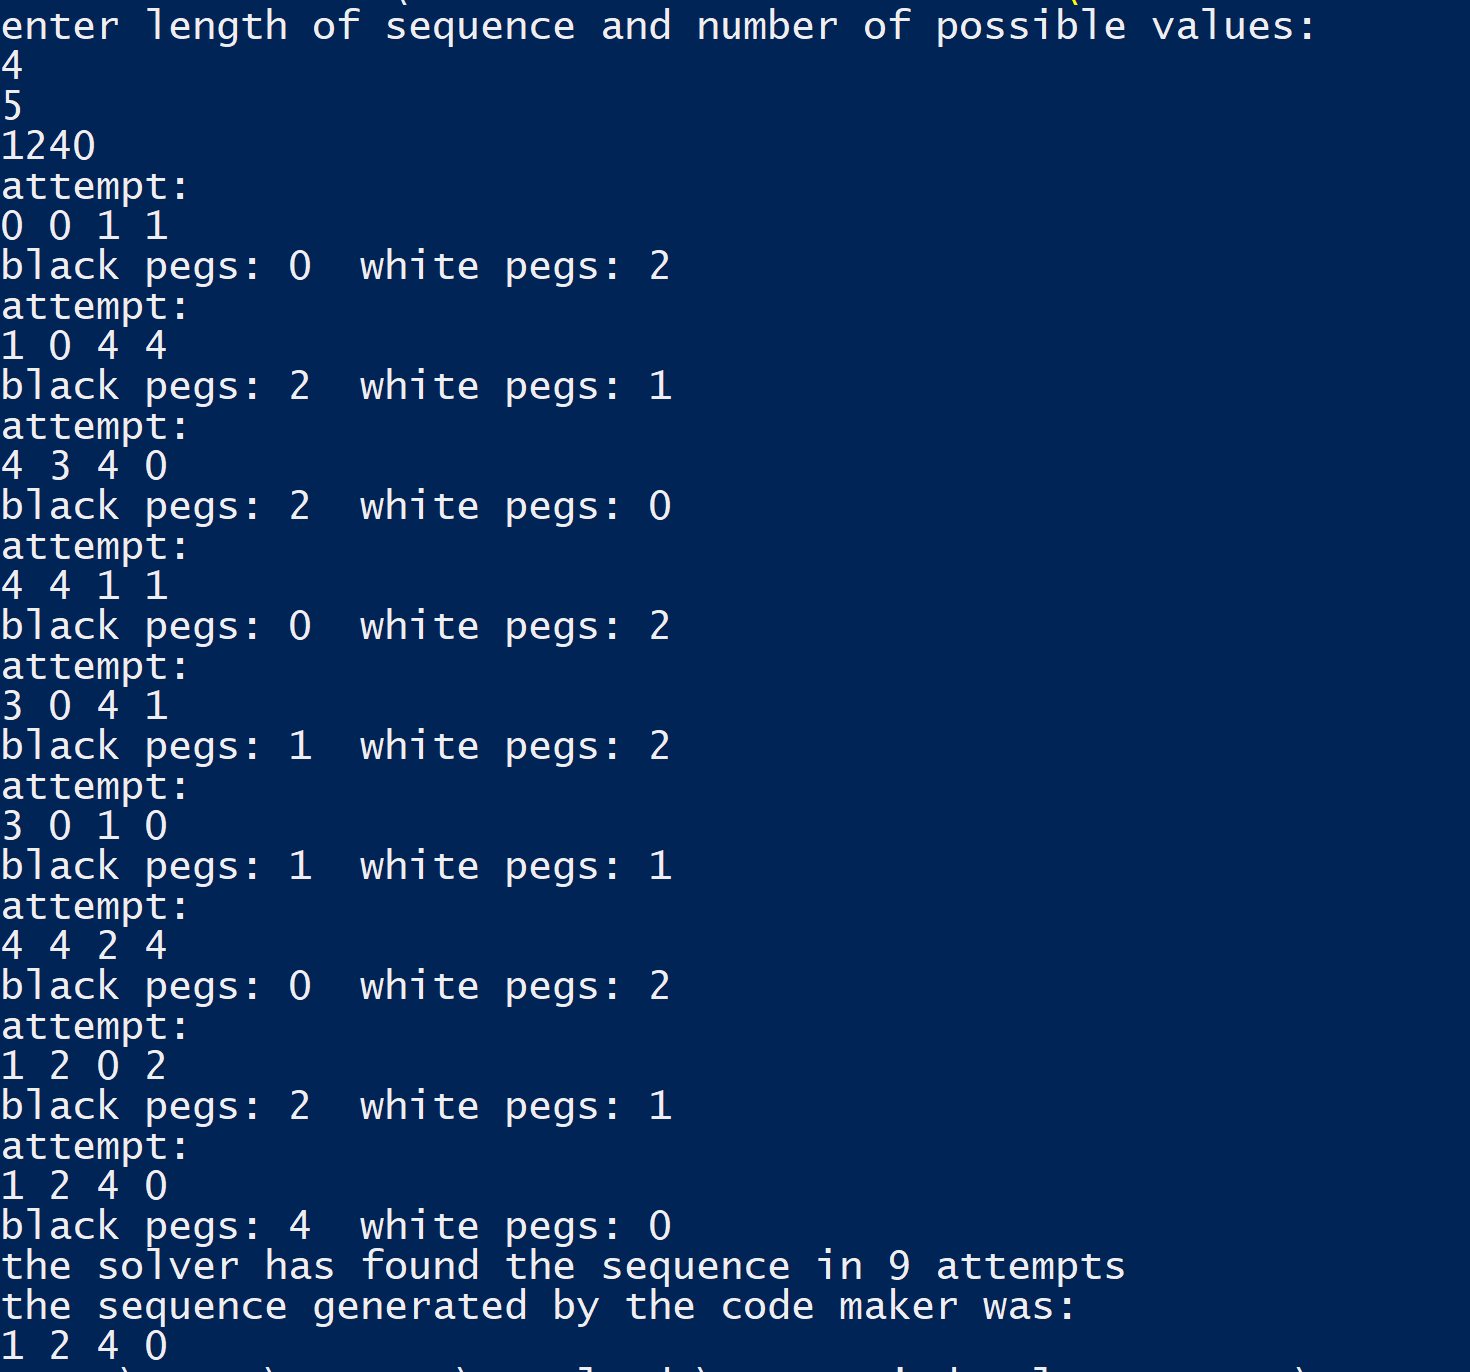 enter length of sequence and number of possible values:
4
5
1240
attempt:
0 0 1 1
black pegs: 0  white pegs: 2
attempt:
1 0 4 4
black pegs: 2  white pegs: 1
attempt:
4 3 4 0
black pegs: 2  white pegs: 0
attempt:
4 4 1 1
black pegs: 0  white pegs: 2
attempt:
3 0 4 1
black pegs: 1  white pegs: 2
attempt:
3 0 1 0
black pegs: 1  white pegs: 1
attempt:
4 4 2 4
black pegs: 0  white pegs: 2
attempt:
1 2 0 2
black pegs: 2  white pegs: 1
attempt:
1 2 4 0
black pegs: 4  white pegs: 0
the solver has found the sequence in 9 attempts
the sequence generated by the code maker was:
1 2 4 0